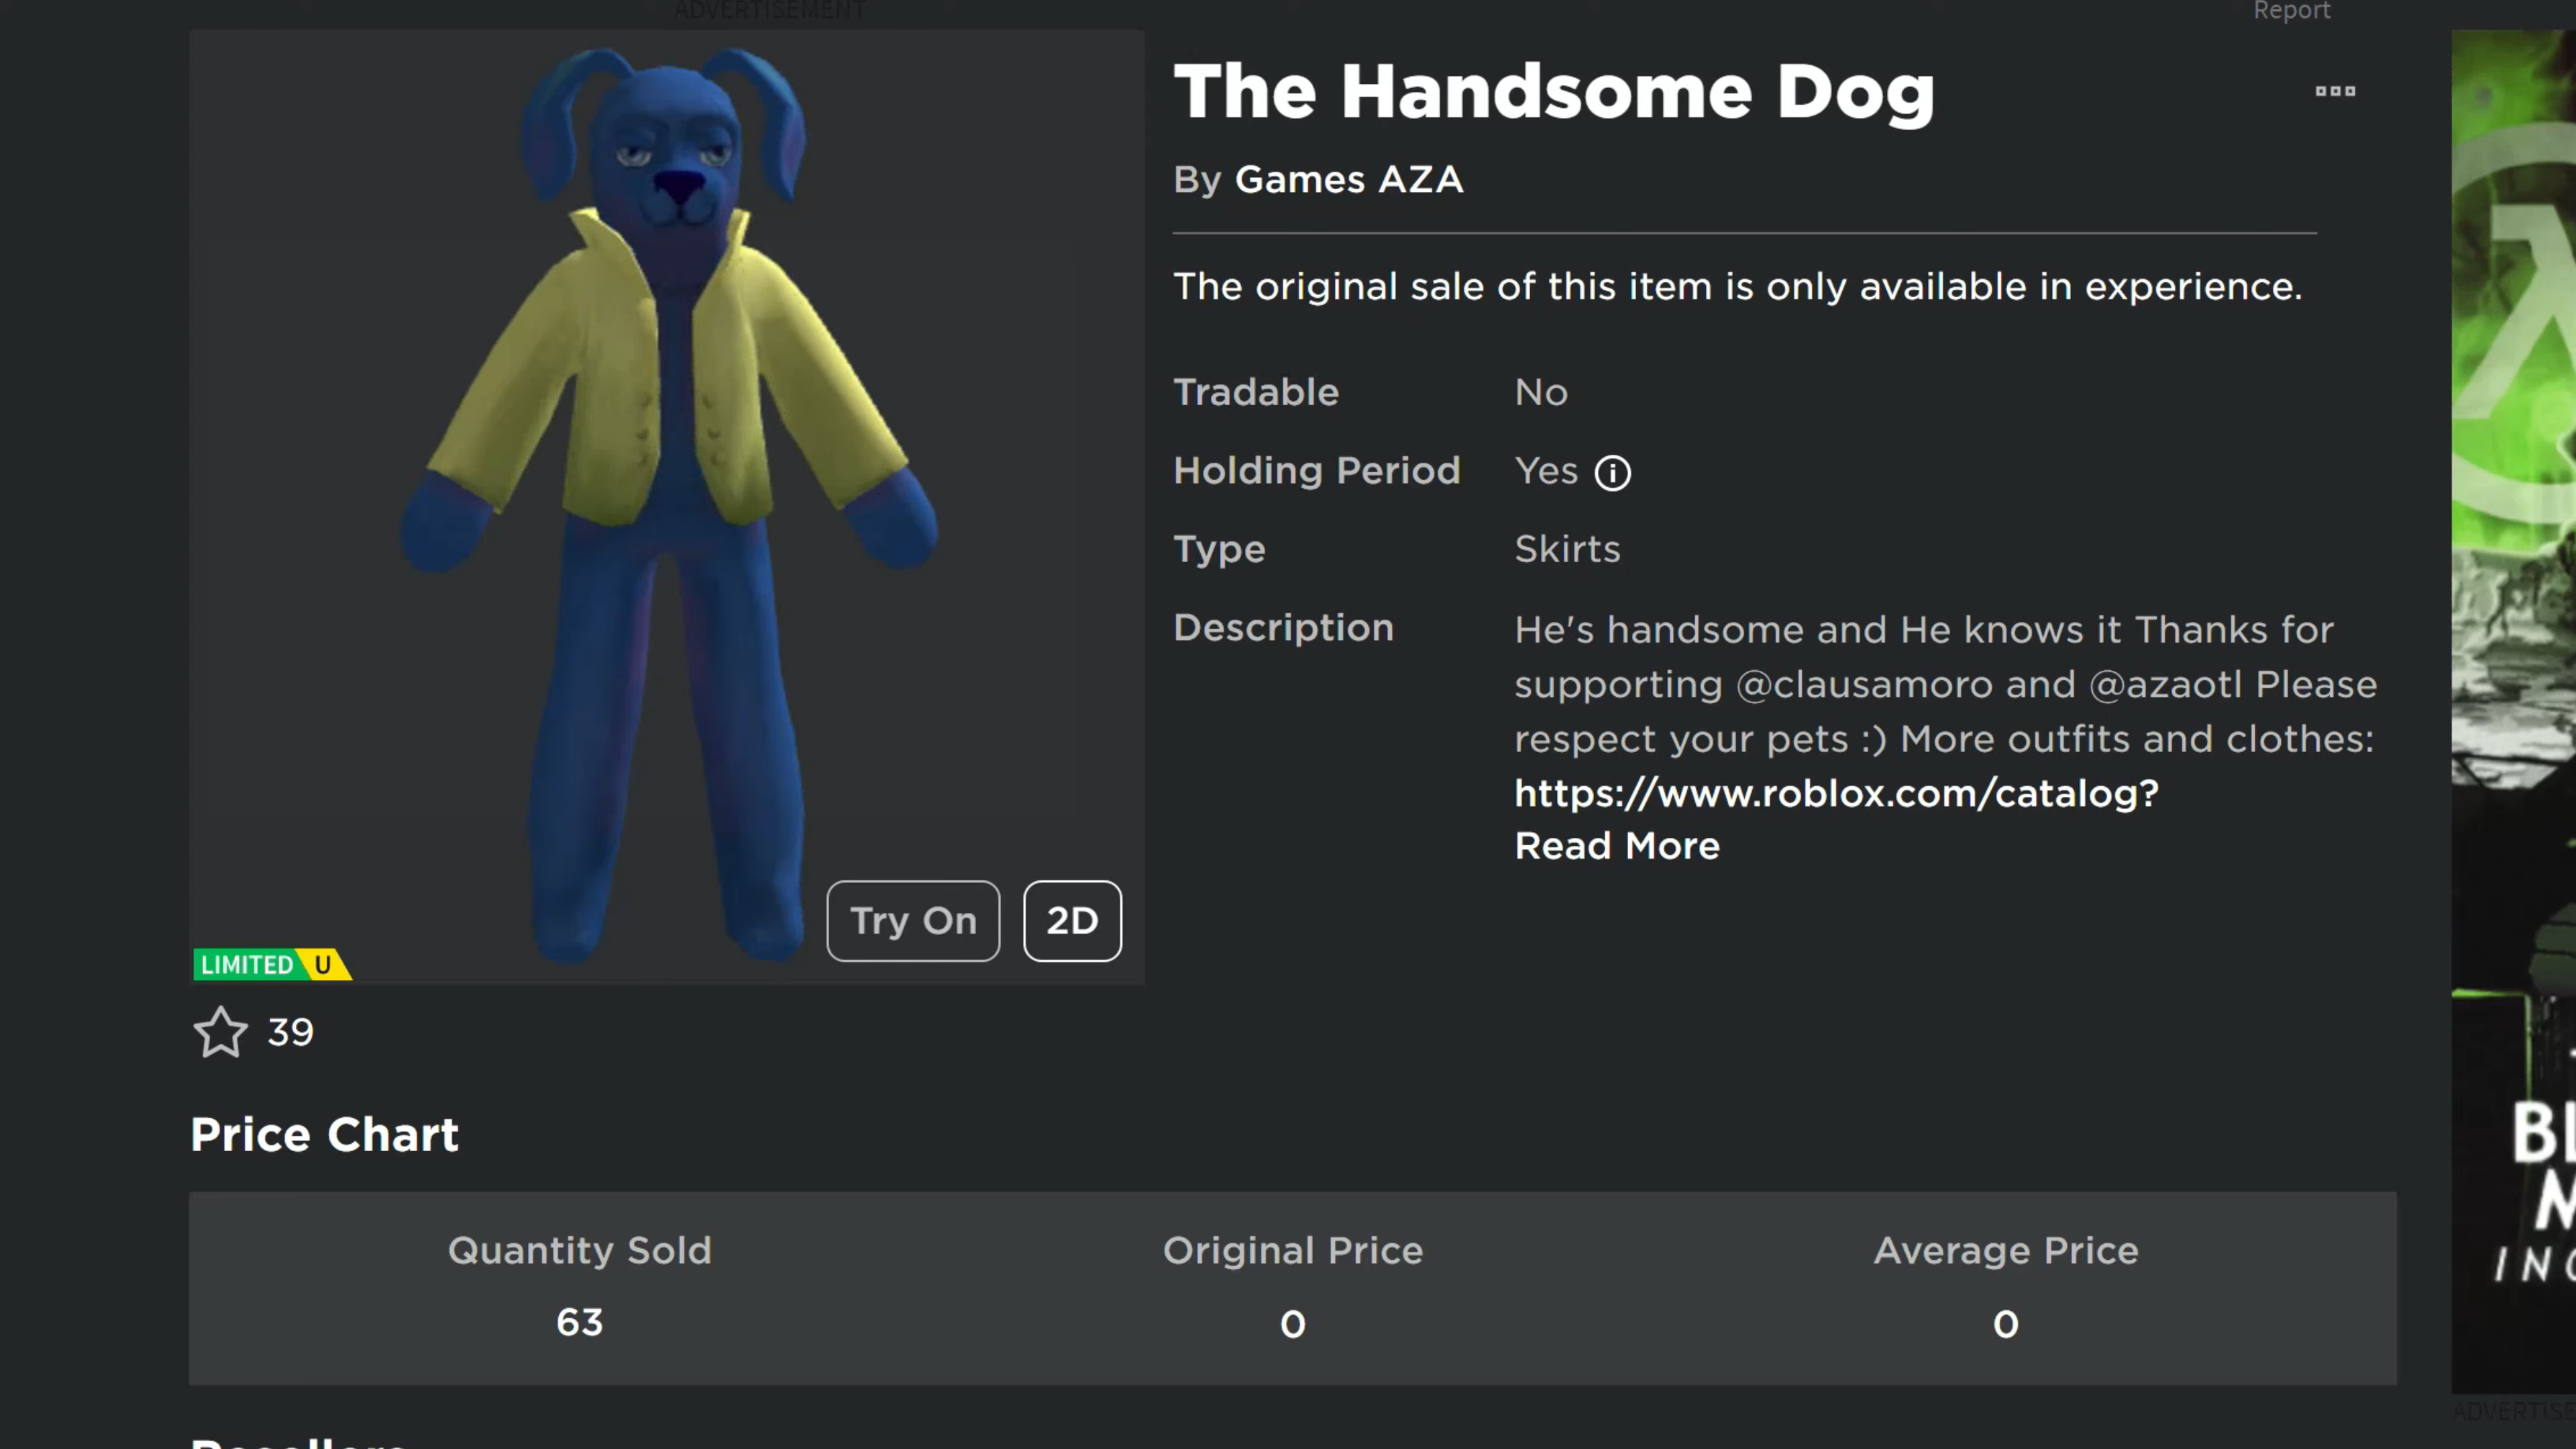 ADVERTISEMENT
Report
The Handsome Dog
By Games AZA
The original sale of this item is only available in experience.
Tradable No
Holding Period Yes
Type Skirts
Description He's handsome and He knows it Thanks for
supporting @clausamoro and @azaotl Please
respect your pets :) More outfits and clothes:
https://www.roblox.com/catalog?
Read More
Try On
2D
LIMITED U
39
Price Chart
Quantity Sold Original Price Average Price
63 0 0